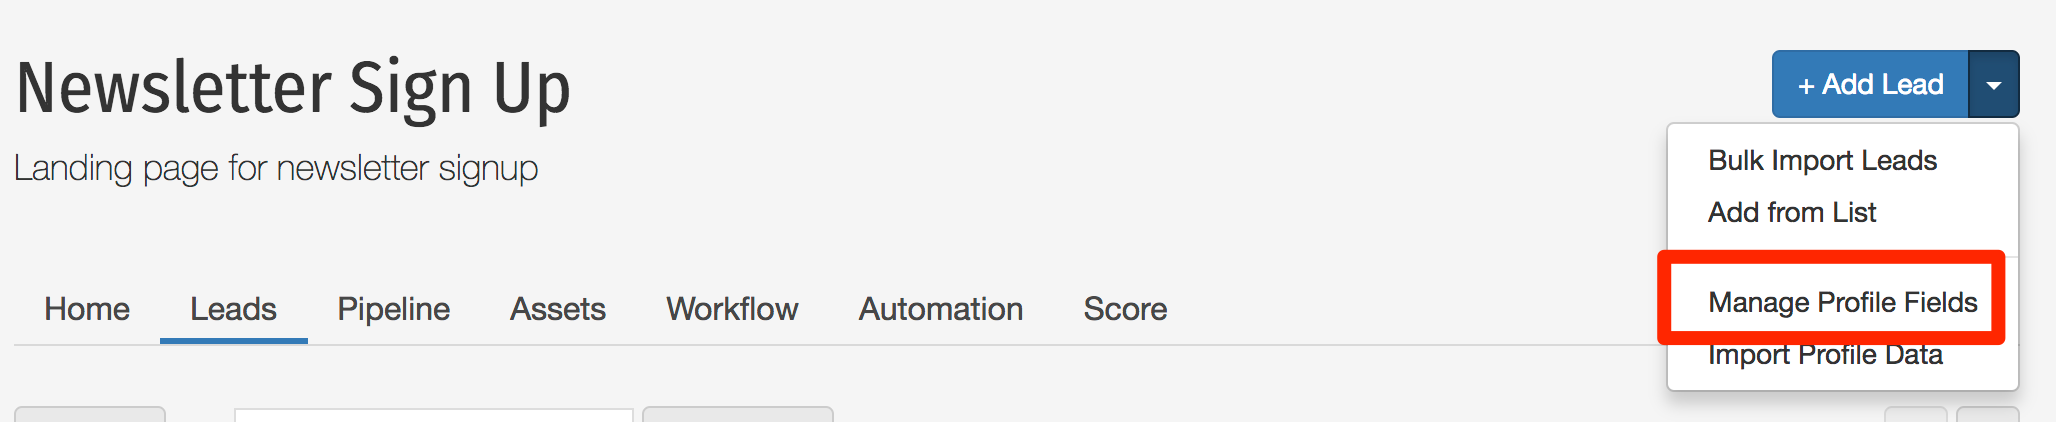 Newsletter Sign Up
+ Add Lead
Landing page for newsletter signup
Bulk Import Leads
Add from List
Manage Profile Fields
Import Profile Data
Home Leads Pipeline Assets Workflow Automation Score